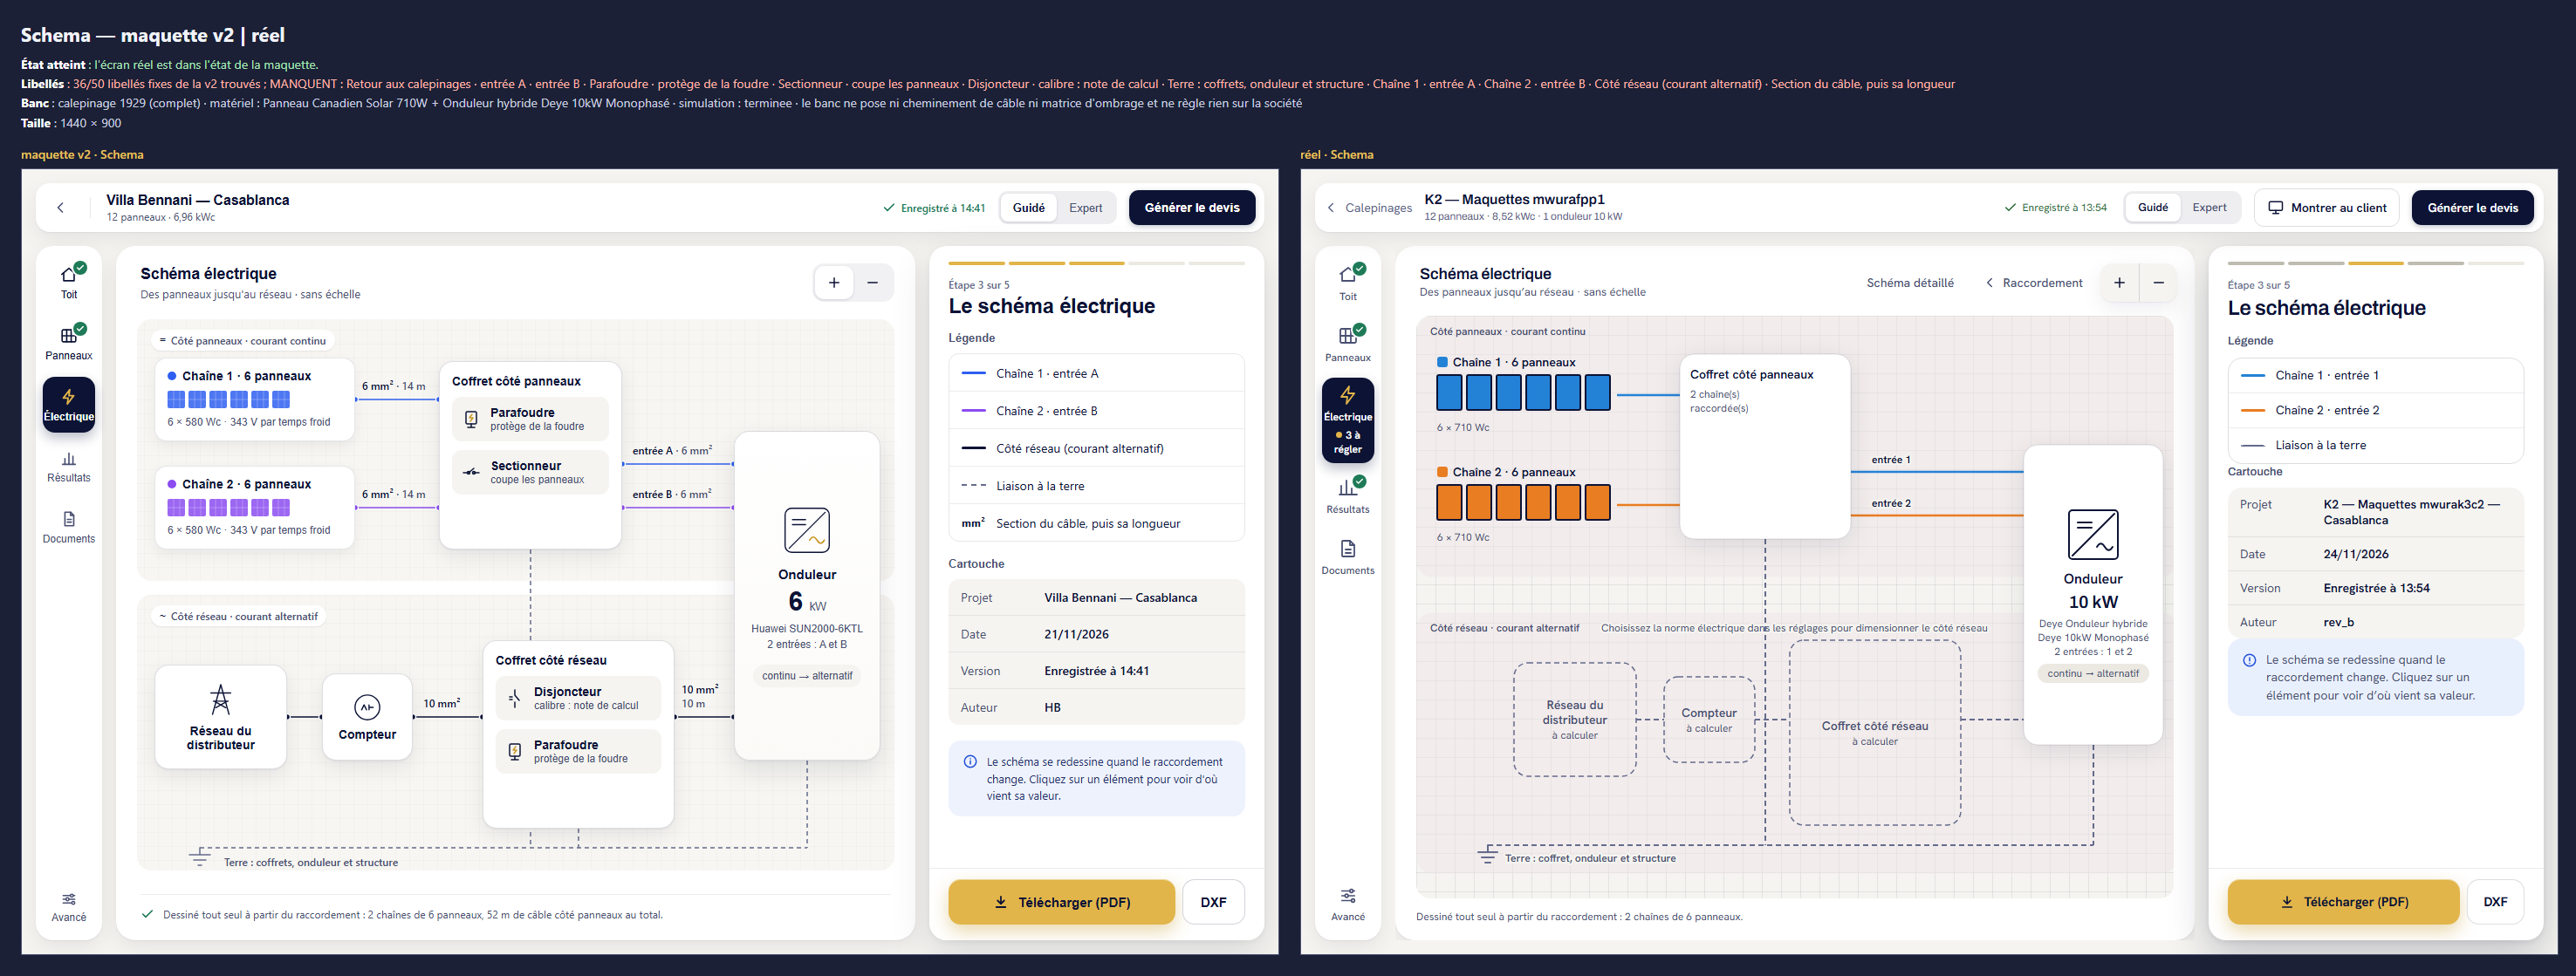 Schema — maquette v2 | réel
État atteint : l'écran réel est dans l'état de la maquette.
Libellés : 36/50 libellés fixes de la v2 trouvés ; MANQUENT : Retour aux calepinages · entrée A · entrée B · Parafoudre · protège de la foudre · Sectionneur · coupe les panneaux · Disjoncteur · calibre : note de calcul · Terre : coffrets, onduleur et structure · Chaîne 1 · entrée A · Chaîne 2 · entrée B · Côté réseau (courant alternatif) · Section du câble, puis sa longueur
Banc : calepinage 1929 (complet) · matériel : Panneau Canadien Solar 710W + Onduleur hybride Deye 10kW Monophasé · simulation : terminee · le banc ne pose ni cheminement de câble ni matrice d'ombrage et ne règle rien sur la société
Taille : 1440 × 900
maquette v2 · Schema
Villa Bennani — Casablanca
12 panneaux · 6,96 kWc
Enregistré à 14:41
Guidé
Expert
Générer le devis
Toit
Panneaux
Électrique
Résultats
Documents
Avancé
Schéma électrique
Des panneaux jusqu'au réseau · sans échelle
+
−
= Côté panneaux · courant continu
Chaîne 1 · 6 panneaux
6 × 580 Wc · 343 V par temps froid
6 mm² · 14 m
Chaîne 2 · 6 panneaux
6 × 580 Wc · 343 V par temps froid
6 mm² · 14 m
Coffret côté panneaux
Parafoudre
protège de la foudre
Sectionneur
coupe les panneaux
entrée A · 6 mm²
entrée B · 6 mm²
Onduleur
6 kW
Huawei SUN2000-6KTL
2 entrées : A et B
continu → alternatif
~ Côté réseau · courant alternatif
Réseau du
distributeur
Compteur
10 mm²
Coffret côté réseau
Disjoncteur
calibre : note de calcul
Parafoudre
protège de la foudre
10 mm²
10 m
Terre : coffrets, onduleur et structure
Dessiné tout seul à partir du raccordement : 2 chaînes de 6 panneaux, 52 m de câble côté panneaux au total.
Étape 3 sur 5
Le schéma électrique
Légende
Chaîne 1 · entrée A
Chaîne 2 · entrée B
Côté réseau (courant alternatif)
Liaison à la terre
mm² Section du câble, puis sa longueur
Cartouche
Projet Villa Bennani — Casablanca
Date 21/11/2026
Version Enregistrée à 14:41
Auteur HB
Le schéma se redessine quand le raccordement
change. Cliquez sur un élément pour voir d'où
vient sa valeur.
Télécharger (PDF)
DXF
réel · Schema
Calepinages
K2 — Maquettes mwurafpp1
12 panneaux · 8,52 kWc · 1 onduleur 10 kW
Enregistré à 13:54
Guidé
Expert
Montrer au client
Générer le devis
Toit
Panneaux
Électrique
3 à
régler
Résultats
Documents
Avancé
Schéma électrique
Des panneaux jusqu'au réseau · sans échelle
Schéma détaillé
Raccordement
+
−
Côté panneaux · courant continu
Chaîne 1 · 6 panneaux
6 × 710 Wc
Chaîne 2 · 6 panneaux
6 × 710 Wc
Coffret côté panneaux
2 chaîne(s)
raccordée(s)
entrée 1
entrée 2
Onduleur
10 kW
Deye Onduleur hybride
Deye 10kW Monophasé
2 entrées : 1 et 2
continu → alternatif
Côté réseau · courant alternatif
Choisissez la norme électrique dans les réglages pour dimensionner le côté réseau
Réseau du
distributeur
à calculer
Compteur
à calculer
Coffret côté réseau
à calculer
Terre : coffret, onduleur et structure
Dessiné tout seul à partir du raccordement : 2 chaînes de 6 panneaux.
Étape 3 sur 5
Le schéma électrique
Légende
Chaîne 1 · entrée 1
Chaîne 2 · entrée 2
Liaison à la terre
Cartouche
Projet K2 — Maquettes mwurak3c2 —
Casablanca
Date 24/11/2026
Version Enregistrée à 13:54
Auteur rev_b
Le schéma se redessine quand le
raccordement change. Cliquez sur un
élément pour voir d'où vient sa valeur.
Télécharger (PDF)
DXF